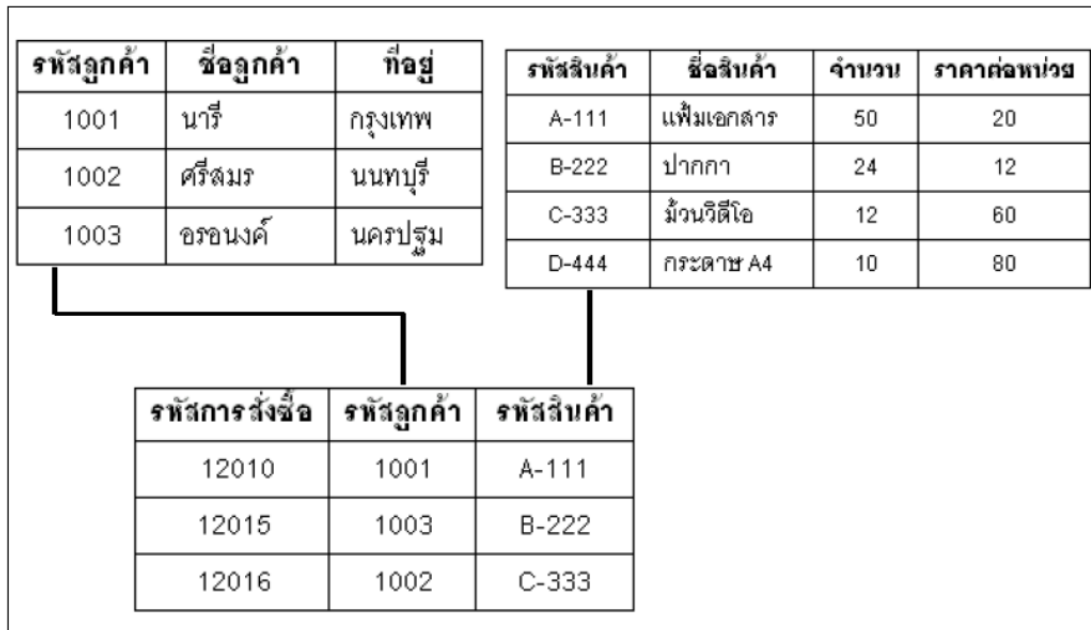 รหัสลูกค้า ชื่อลูกค้า ที่อยู่
1001 นารี กรุงเทพ
1002 ศรีสมร นนทบุรี
1003 อรอนงค์ นครปฐม
รหัสสินค้า ชื่อสินค้า จำนวน ราคาต่อหน่วย
A-111 แฟ้มเอกสาร 50 20
B-222 ปากกา 24 12
C-333 ม้วนวิดีโอ 12 60
D-444 กระดาษ A4 10 80
รหัสการสั่งซื้อ รหัสลูกค้า รหัสสินค้า
12010 1001 A-111
12015 1003 B-222
12016 1002 C-333